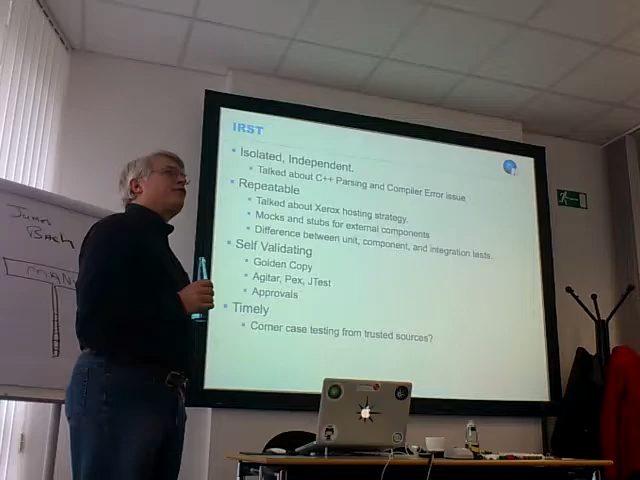 IRST
Isolated, Independent.
Talked about C++ Parsing and Compiler Error issue
Repeatable
Talked about Xerox hosting strategy.
Mocks and stubs for external components
Difference between unit, component, and integration tests.
Self Validating
Golden Copy
Agitar, Pex, JTest
Approvals
Timely
Corner case testing from trusted sources?
James
Bach